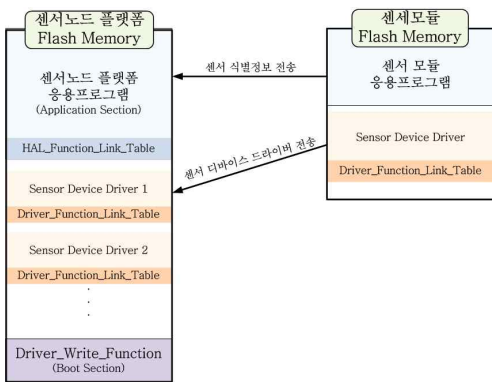 센서노드 플랫폼
Flash Memory
센서노드 플랫폼
응용프로그램
(Application Section)
HAL_Function_Link_Table
Sensor Device Driver 1
Driver_Function_Link_Table
Sensor Device Driver 2
Driver_Function_Link_Table
.
.
.
Driver_Write_Function
(Boot Section)
센서 식별정보 전송
센서 디바이스 드라이버 전송
센세모듈
Flash Memory
센서 모듈
응용프로그램
Sensor Device Driver
Driver_Function_Link_Table